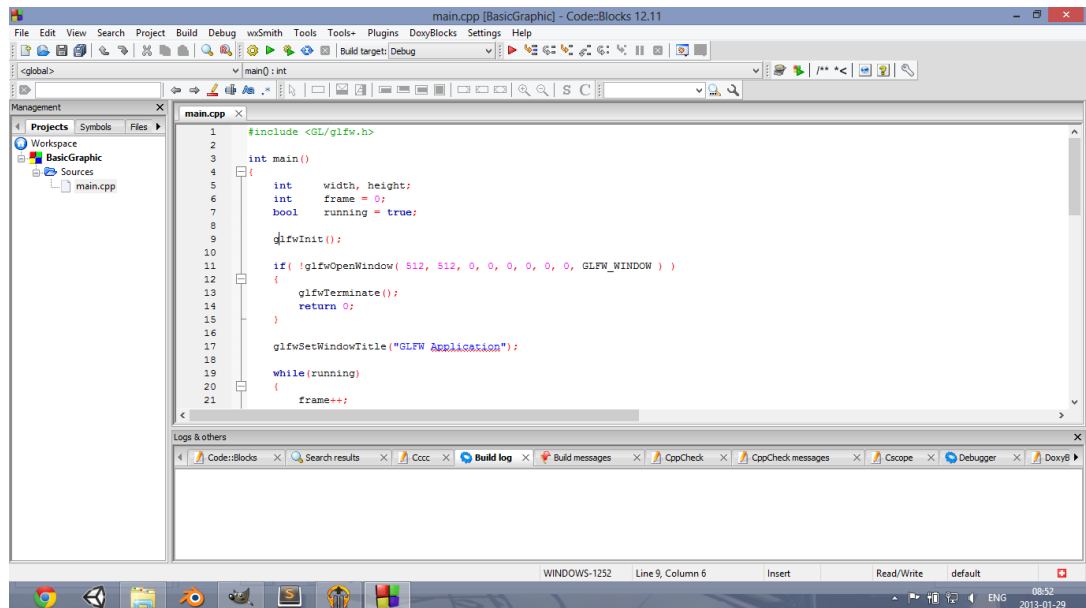 main.cpp [BasicGraphic] - Code::Blocks 12.11
File Edit View Search Project Build Debug wxSmith Tools Tools+ Plugins DoxyBlocks Settings Help
Build target: Debug
<global> main() : int
/** *<
S C
Management
Projects Symbols Files
Workspace
BasicGraphic
Sources
main.cpp
main.cpp
1 #include <GL/glfw.h>
2
3 int main()
4 {
5 int width, height;
6 int frame = 0;
7 bool running = true;
8
9 glfwInit();
10
11 if( !glfwOpenWindow( 512, 512, 0, 0, 0, 0, 0, 0, GLFW_WINDOW ) )
12 {
13 glfwTerminate();
14 return 0;
15 }
16
17 glfwSetWindowTitle("GLFW Application");
18
19 while(running)
20 {
21 frame++;
Logs & others
Code::Blocks Search results Cccc Build log Build messages CppCheck CppCheck messages Cscope Debugger DoxyB
WINDOWS-1252 Line 9, Column 6 Insert Read/Write default
ENG 08:52
2013-01-29